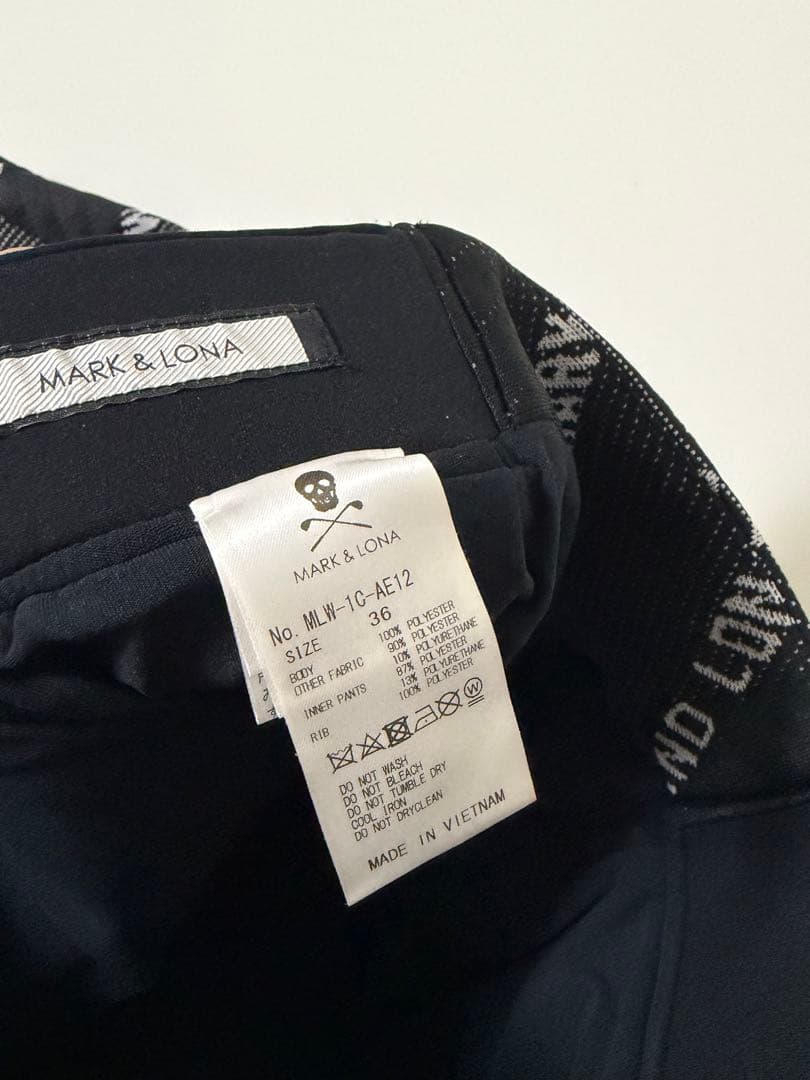 MARK & LONA
MARK & LONA
No. MLW-1C-AE12
SIZE 36
BODY 100% POLYESTER
OTHER FABRIC 90% POLYESTER
10% POLYURETHANE
INNER PANTS 87% POLYESTER
13% POLYURETHANE
RIB 100% POLYESTER
W
DO NOT WASH
DO NOT BLEACH
DO NOT TUMBLE DRY
COOL IRON
DO NOT DRYCLEAN
MADE IN VIETNAM
ND LON